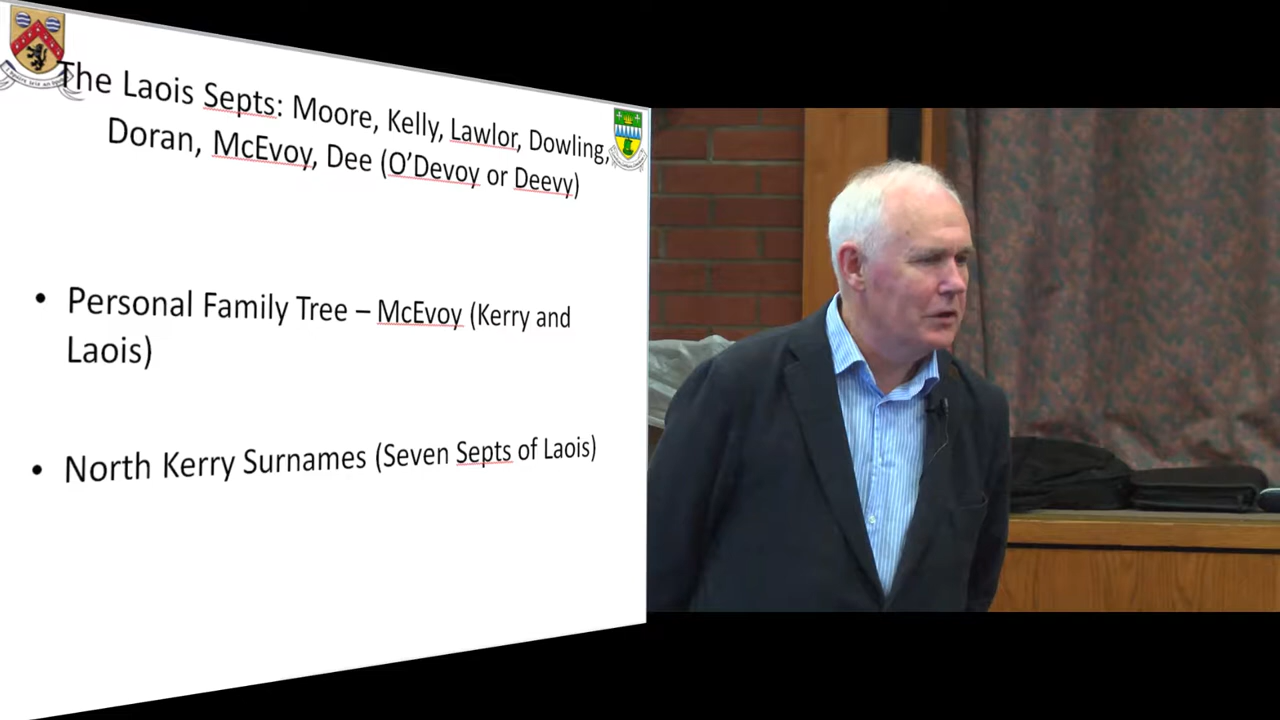 The Laois Septs: Moore, Kelly, Lawlor, Dowling,
Doran, McEvoy, Dee (O'Devoy or Deevy)
• Personal Family Tree – McEvoy (Kerry and
Laois)
• North Kerry Surnames (Seven Septs of Laois)